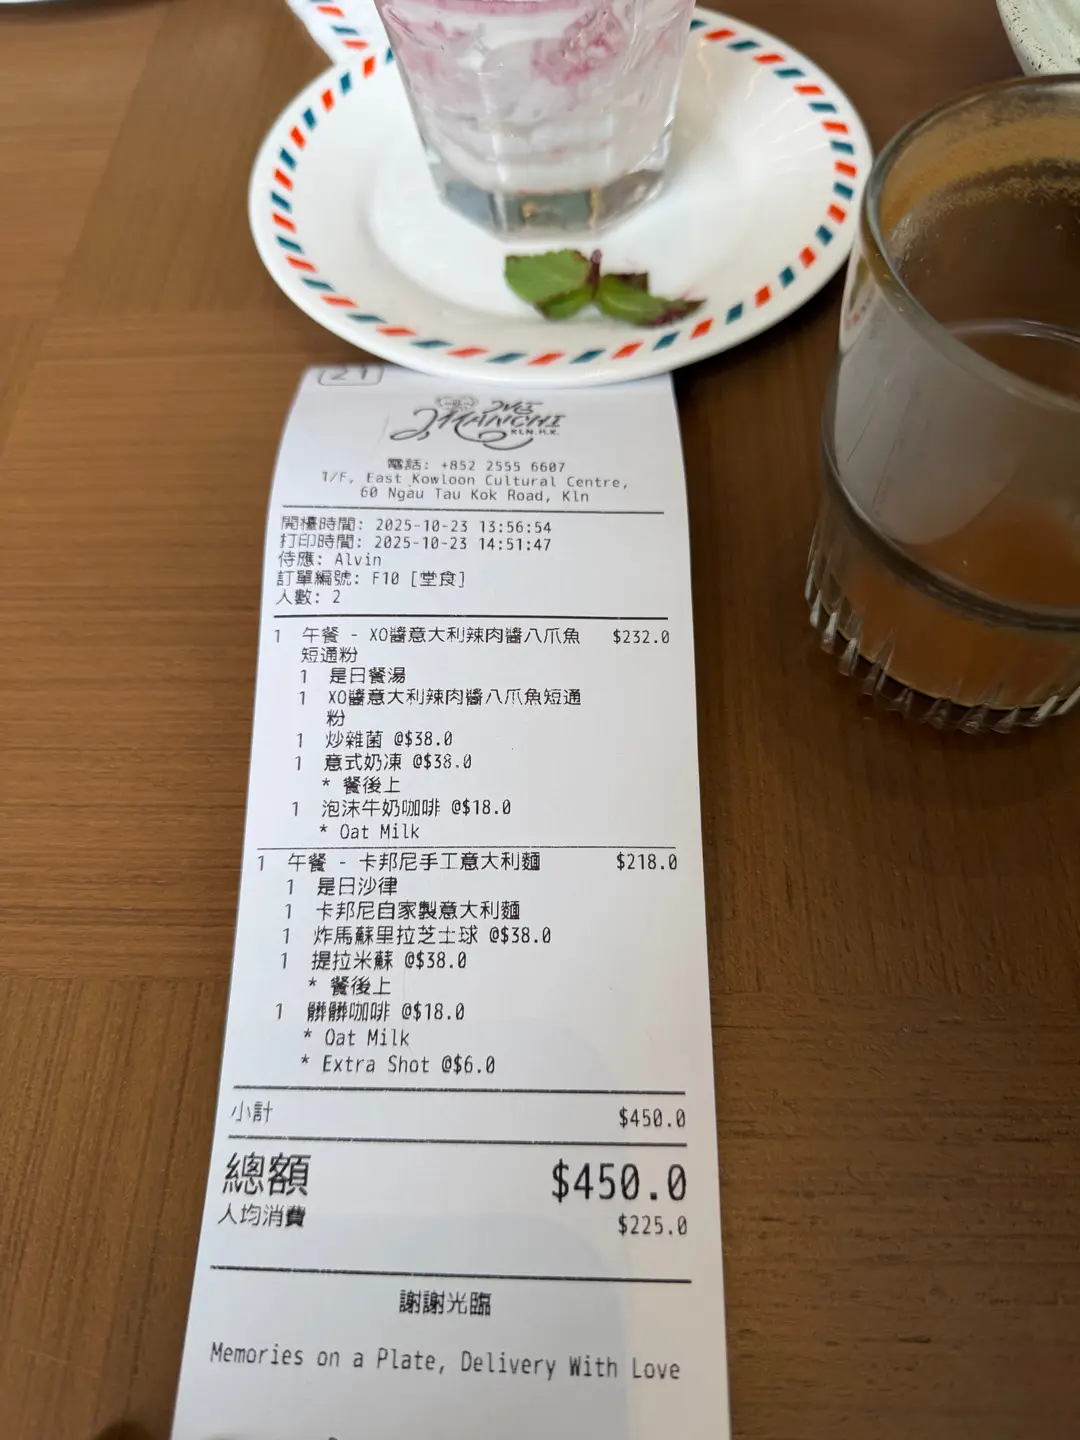 21
MANCHI
KLN.H.K.
電話: +852 2555 6607
1/F, East Kowloon Cultural Centre,
60 Ngau Tau Kok Road, Kln
開檯時間: 2025-10-23 13:56:54
打印時間: 2025-10-23 14:51:47
侍應: Alvin
訂單編號: F10 [堂食]
人數: 2
1 午餐 - XO醬意大利辣肉醬八爪魚 $232.0
短通粉
1 是日餐湯
1 XO醬意大利辣肉醬八爪魚短通
粉
1 炒雜菌 @$38.0
1 意式奶凍 @$38.0
* 餐後上
1 泡沫牛奶咖啡 @$18.0
* Oat Milk
1 午餐 - 卡邦尼手工意大利麵 $218.0
1 是日沙律
1 卡邦尼自家製意大利麵
1 炸馬蘇里拉芝士球 @$38.0
1 提拉米蘇 @$38.0
* 餐後上
1 髒髒咖啡 @$18.0
* Oat Milk
* Extra Shot @$6.0
小計 $450.0
總額 $450.0
人均消費 $225.0
謝謝光臨
Memories on a Plate, Delivery With Love